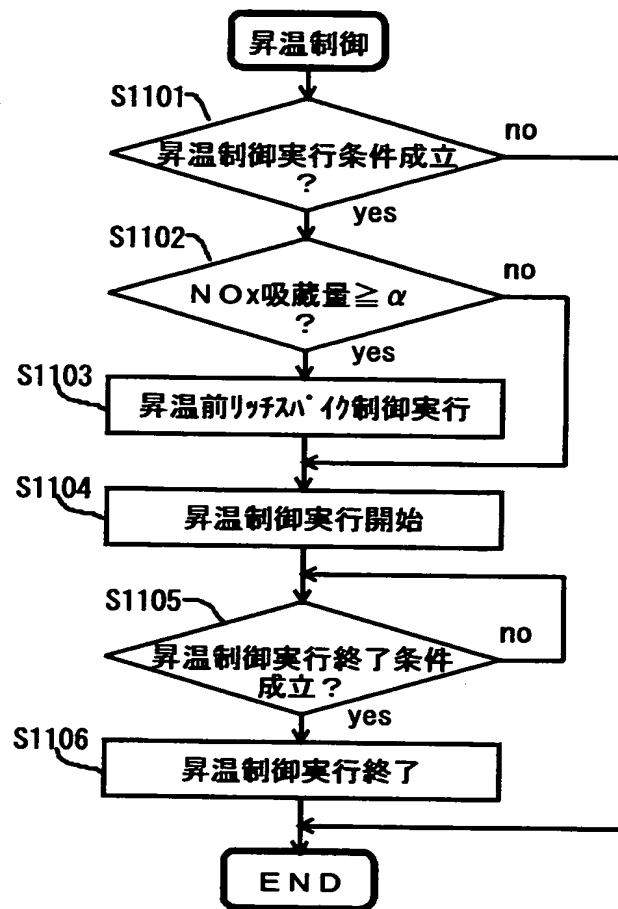 昇温制御
S1101
no
昇温制御実行条件成立
?
yes
S1102
no
NOx吸蔵量≧α
?
yes
S1103
昇温前ﾘｯﾁｽﾊﾟｲｸ制御実行
S1104
昇温制御実行開始
S1105
no
昇温制御実行終了条件
成立?
yes
S1106
昇温制御実行終了
END